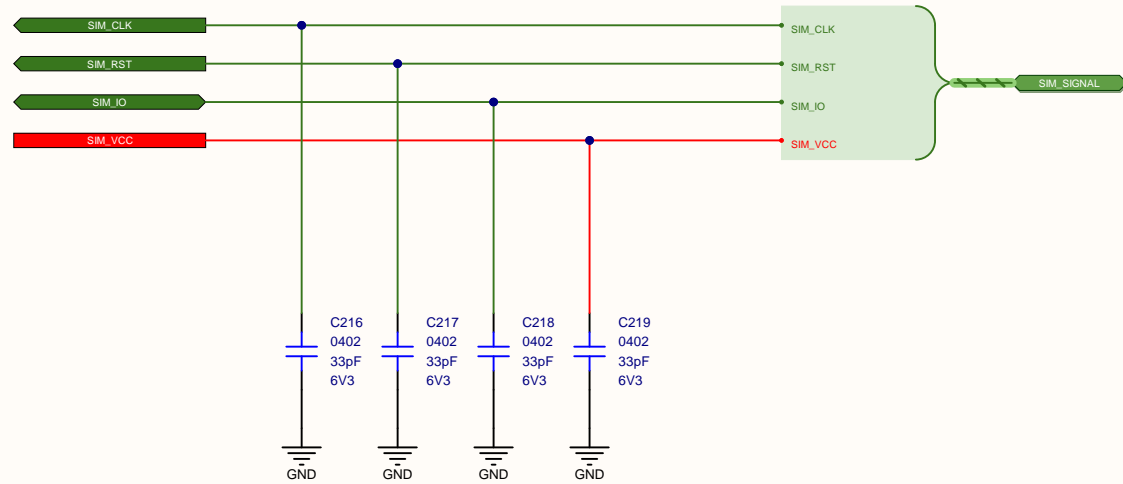 SIM_CLK
SIM_CLK
SIM_RST
SIM_RST
SIM_SIGNAL
SIM_IO
SIM_IO
SIM_VCC
SIM_VCC
C216
0402
33pF
6V3
C217
0402
33pF
6V3
C218
0402
33pF
6V3
C219
0402
33pF
6V3
GND
GND
GND
GND